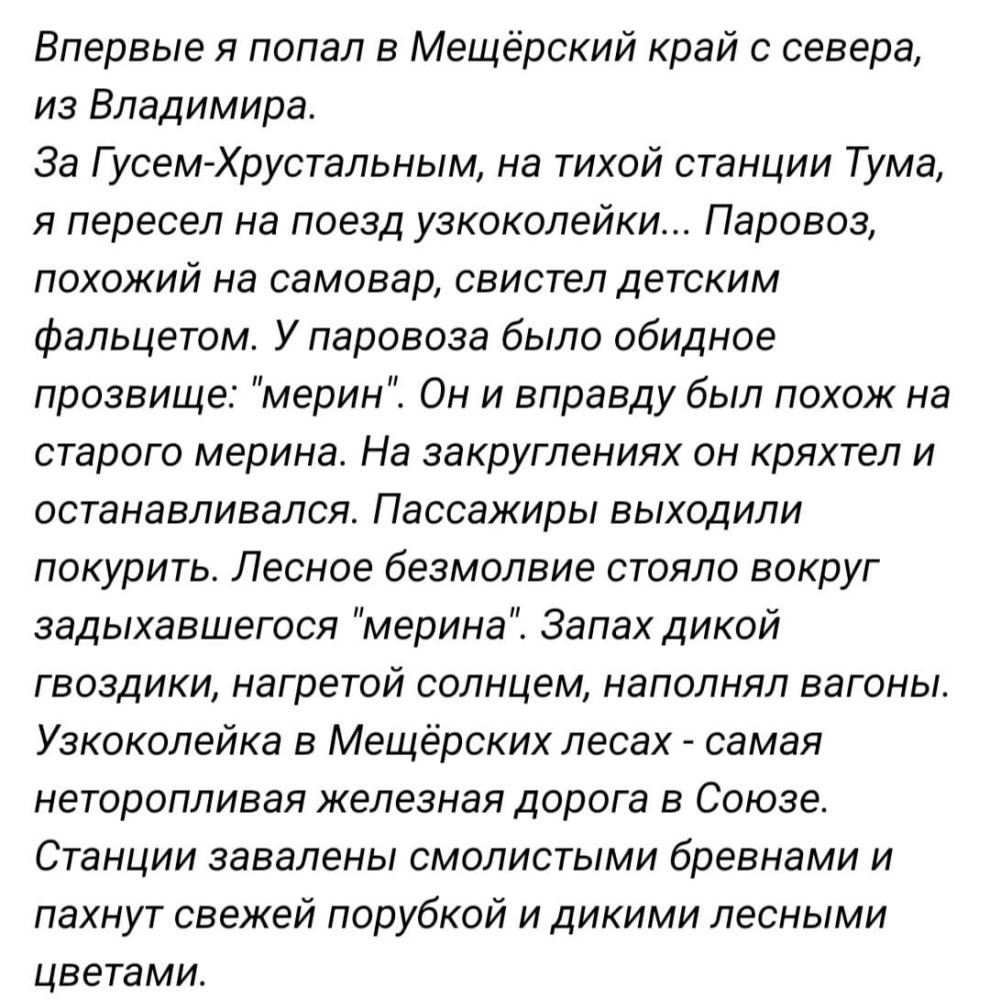 Впервые я попал в Мещёрский край с севера,
из Владимира.
За Гусем-Хрустальным, на тихой станции Тума,
я пересел на поезд узкоколейки... Паровоз,
похожий на самовар, свистел детским
фальцетом. У паровоза было обидное
прозвище: "мерин". Он и вправду был похож на
старого мерина. На закруглениях он кряхтел и
останавливался. Пассажиры выходили
покурить. Лесное безмолвие стояло вокруг
задыхавшегося "мерина". Запах дикой
гвоздики, нагретой солнцем, наполнял вагоны.
Узкоколейка в Мещёрских лесах - самая
неторопливая железная дорога в Союзе.
Станции завалены смолистыми бревнами и
пахнут свежей порубкой и дикими лесными
цветами.